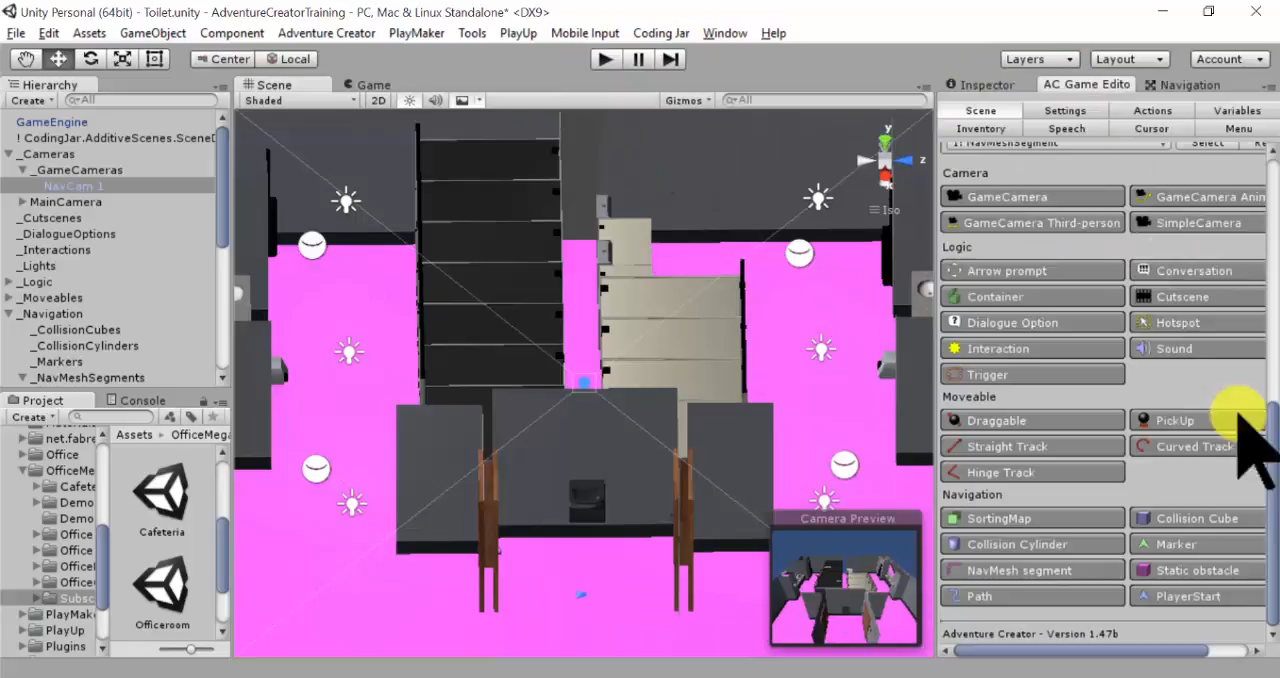 Unity Personal (64bit) - Toilet.unity - AdventureCreatorTraining - PC, Mac & Linux Standalone* <DX9>
File Edit Assets GameObject Component Adventure Creator PlayMaker Tools PlayUp Mobile Input Coding Jar Window Help
Center Local Layers Layout Account
Hierarchy
Create All
GameEngine
! CodingJar.AdditiveScenes.SceneD
_Cameras
_GameCameras
NavCam 1
MainCamera
_Cutscenes
_DialogueOptions
_Interactions
_Lights
_Logic
_Moveables
_Navigation
_CollisionCubes
_CollisionCylinders
_Markers
_NavMeshSegments
Project Console
Create
net.fabre
Office
OfficeMe
Cafete
Demo
Demo
Office
Office
OfficeI
Office
Subsc
PlayMak
PlayUp
Plugins
Assets OfficeMega
Cafeteria
Officeroom
Scene Game
Shaded 2D Gizmos All
y
z
x
Iso
Camera Preview
Inspector AC Game Edito Navigation
Scene Settings Actions Variables
Inventory Speech Cursor Menu
1: NavMeshSegment Select Re
Camera
GameCamera GameCamera Anin
GameCamera Third-person SimpleCamera
Logic
Arrow prompt Conversation
Container Cutscene
Dialogue Option Hotspot
Interaction Sound
Trigger
Moveable
Draggable PickUp
Straight Track Curved Track
Hinge Track
Navigation
SortingMap Collision Cube
Collision Cylinder Marker
NavMesh segment Static obstacle
Path PlayerStart
Adventure Creator - Version 1.47b